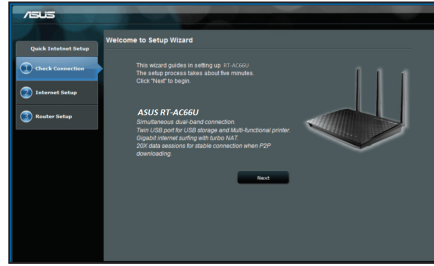 ASUS
Quick Internet Setup
1 Check Connection
2 Internet Setup
3 Router Setup
Welcome to Setup Wizard
This wizard guides in setting up RT-AC66U
The setup process takes about five minutes.
Click "Next" to begin.
ASUS RT-AC66U
Simultaneous dual-band connection.
Twin USB port for USB storage and Multi-functional printer
Gigabit internet surfing with turbo NAT.
20X data sessions for stable connection when P2P
downloading.
Next